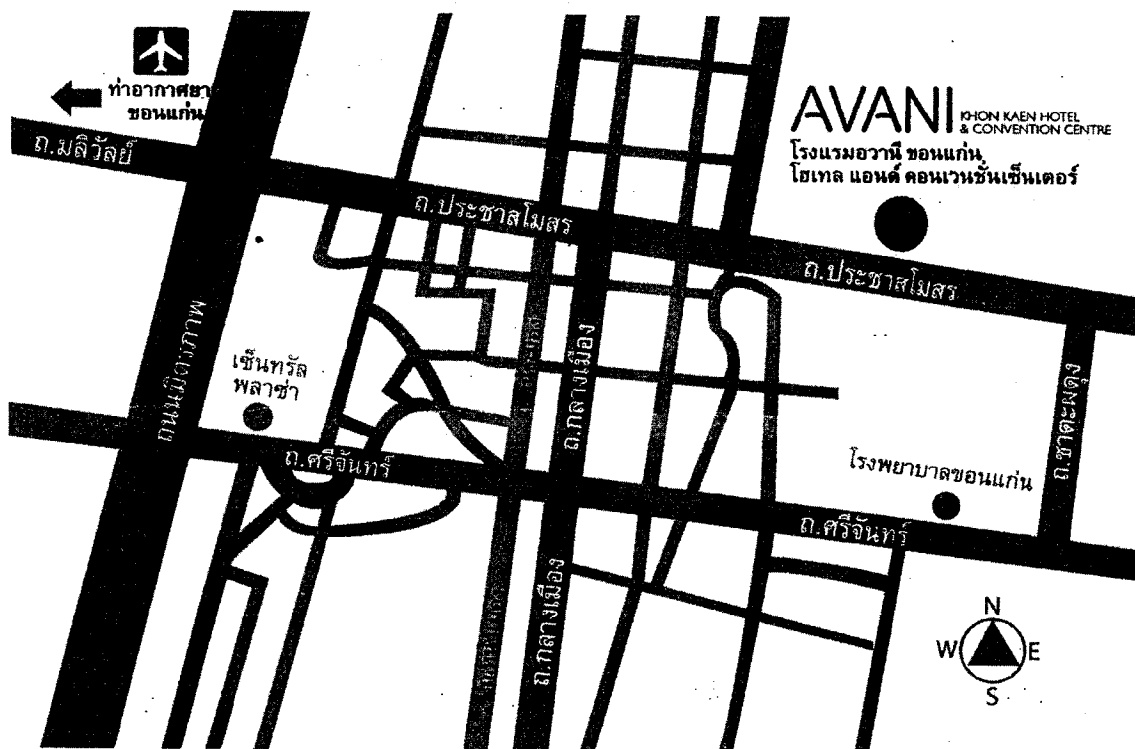 ท่าอากาศยา
ขอนแก่น
AVANI
KHON KAEN HOTEL
& CONVENTION CENTRE
โรงแรมอวานี ขอนแก่น
โฮเทล แอนด์ คอนเวนชั่นเซ็นเตอร์
ถ.มลิวัลย์
ถ.ประชาสโมสร
ถ.ประชาสโมสร
ถนนมิตรภาพ
เซ็นทรัล
พลาซ่า
ถ.กลางเมือง
ถ.ชาตะผดุง
ถ.ศรีจันทร์
โรงพยาบาลขอนแก่น
ถ.ศรีจันทร์
ถ.กลางเมือง
N
W
E
S